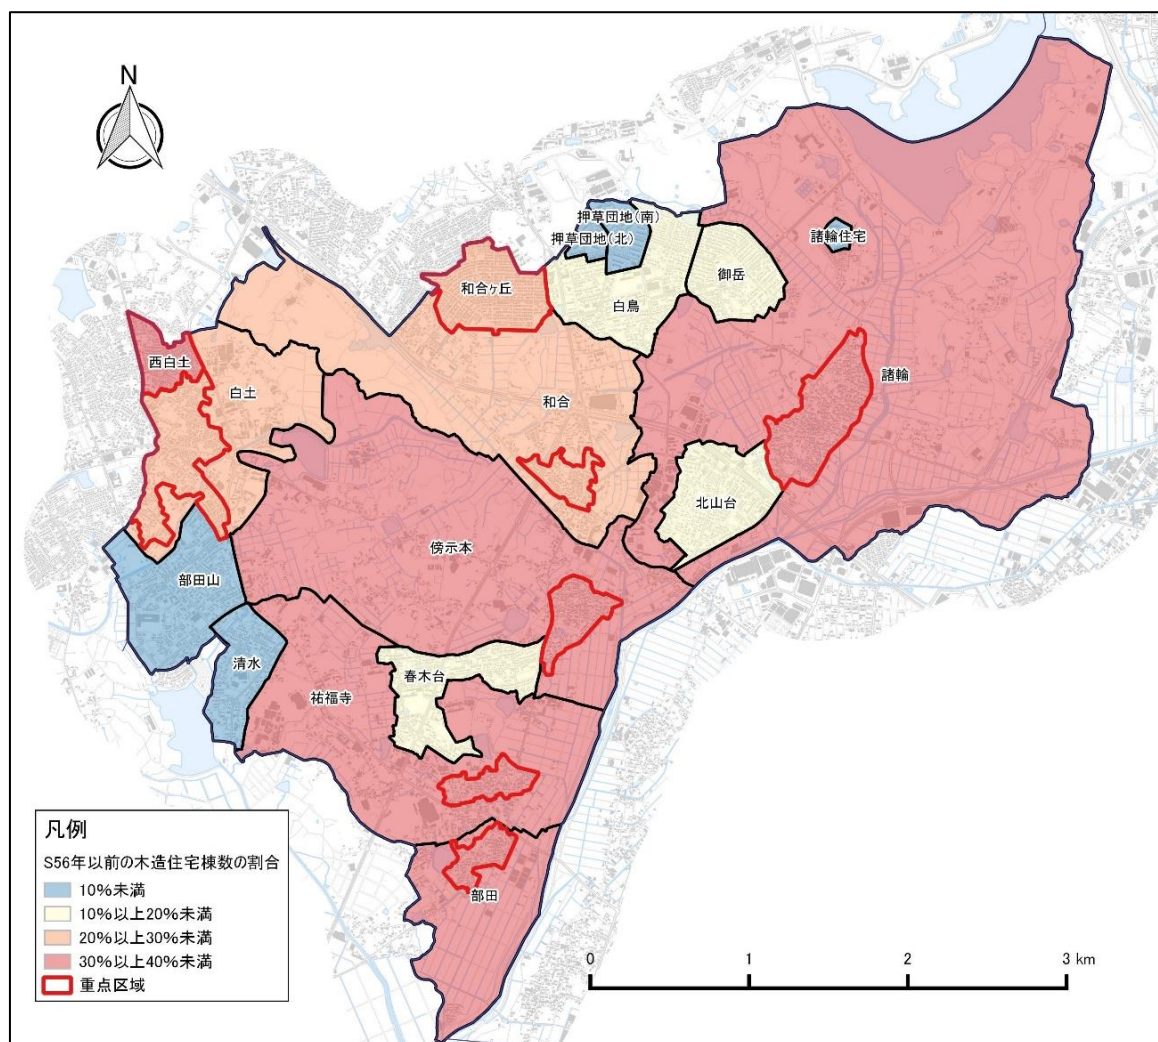 N
押草団地(南)
押草団地(北)
諸輪住宅
御岳
和合ヶ丘
白鳥
西白土
白土
諸輪
和合
北山台
傍示本
部田山
清水
春木台
祐福寺
部田
凡例
S56年以前の木造住宅棟数の割合
10%未満
10%以上20%未満
20%以上30%未満
30%以上40%未満
重点区域
0 1 2 3 km